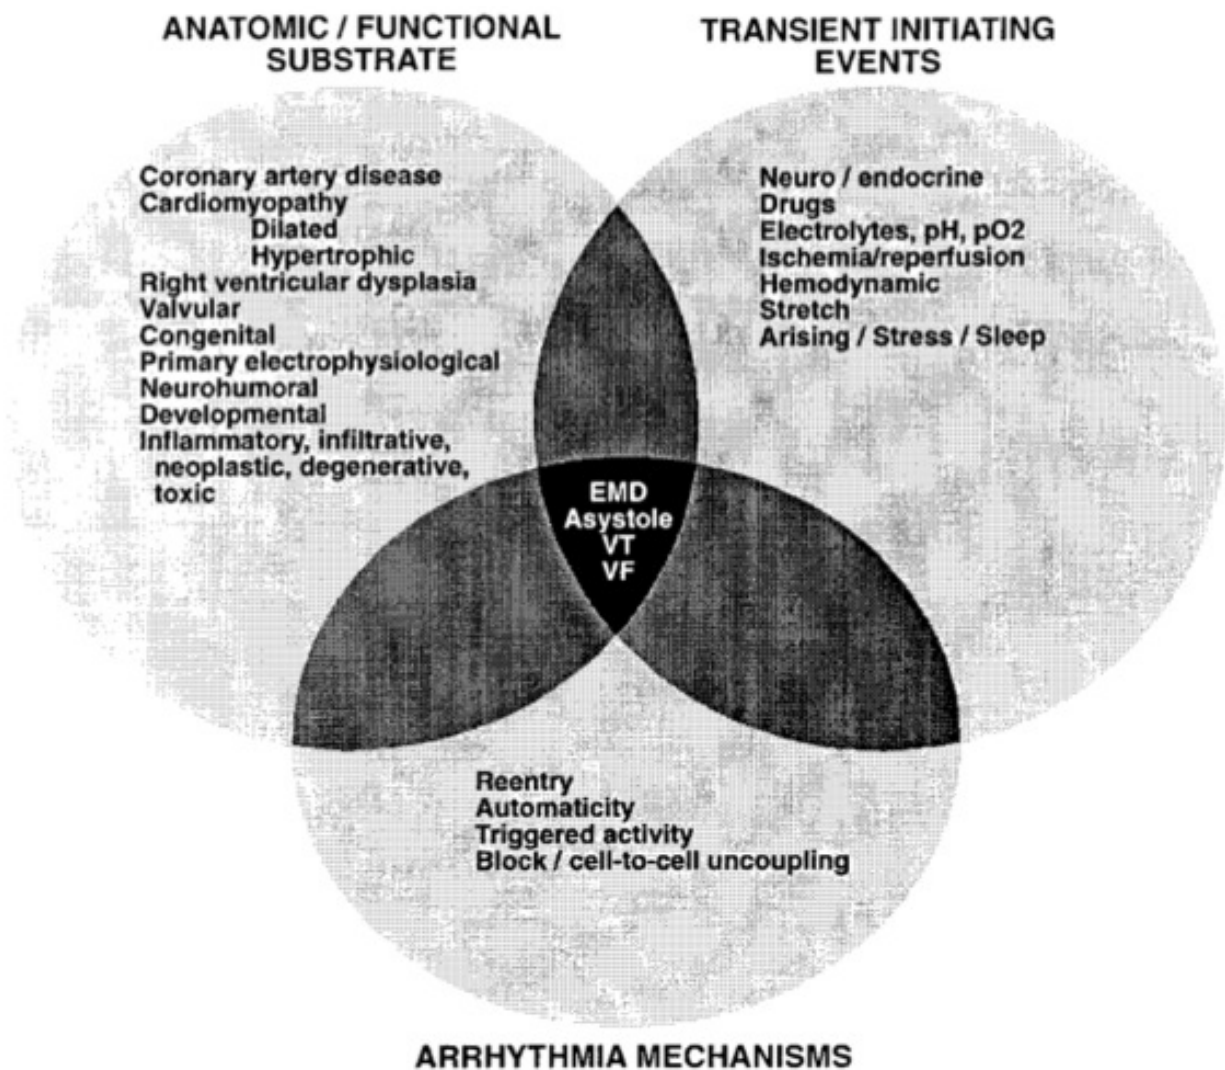 ANATOMIC / FUNCTIONAL
SUBSTRATE
TRANSIENT INITIATING
EVENTS
Coronary artery disease
Cardiomyopathy
Dilated
Hypertrophic
Right ventricular dysplasia
Valvular
Congenital
Primary electrophysiological
Neurohumoral
Developmental
Inflammatory, infiltrative,
neoplastic, degenerative,
toxic
Neuro / endocrine
Drugs
Electrolytes, pH, pO2
Ischemia/reperfusion
Hemodynamic
Stretch
Arising / Stress / Sleep
EMD
Asystole
VT
VF
Reentry
Automaticity
Triggered activity
Block / cell-to-cell uncoupling
ARRHYTHMIA MECHANISMS